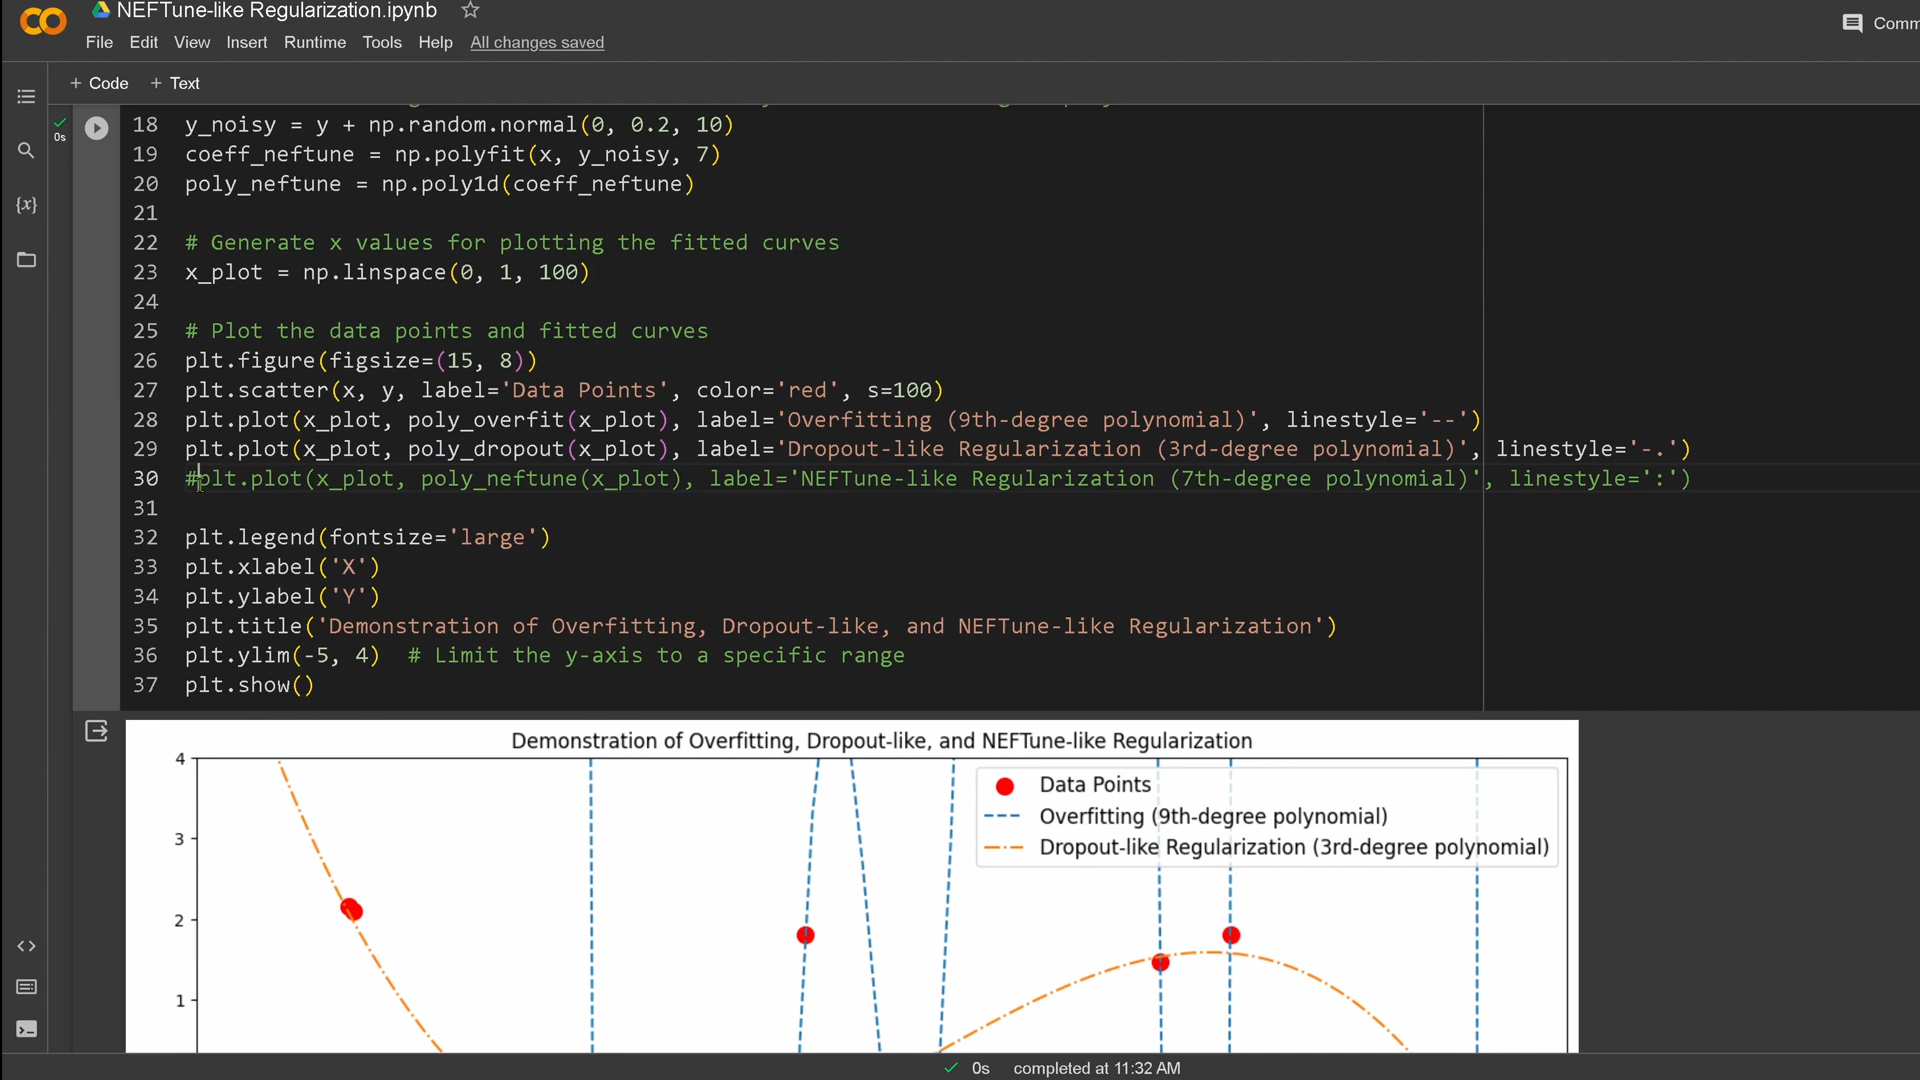 NEFTune-like Regularization.ipynb
Comm
File Edit View Insert Runtime Tools Help All changes saved
+ Code + Text
0s
18 y_noisy = y + np.random.normal(0, 0.2, 10)
19 coeff_neftune = np.polyfit(x, y_noisy, 7)
20 poly_neftune = np.poly1d(coeff_neftune)
21
22 # Generate x values for plotting the fitted curves
23 x_plot = np.linspace(0, 1, 100)
24
25 # Plot the data points and fitted curves
26 plt.figure(figsize=(15, 8))
27 plt.scatter(x, y, label='Data Points', color='red', s=100)
28 plt.plot(x_plot, poly_overfit(x_plot), label='Overfitting (9th-degree polynomial)', linestyle='--')
29 plt.plot(x_plot, poly_dropout(x_plot), label='Dropout-like Regularization (3rd-degree polynomial)', linestyle='-.')
30 #plt.plot(x_plot, poly_neftune(x_plot), label='NEFTune-like Regularization (7th-degree polynomial)', linestyle=':')
31
32 plt.legend(fontsize='large')
33 plt.xlabel('X')
34 plt.ylabel('Y')
35 plt.title('Demonstration of Overfitting, Dropout-like, and NEFTune-like Regularization')
36 plt.ylim(-5, 4) # Limit the y-axis to a specific range
37 plt.show()
Demonstration of Overfitting, Dropout-like, and NEFTune-like Regularization
4
Data Points
Overfitting (9th-degree polynomial)
3
Dropout-like Regularization (3rd-degree polynomial)
2
1
0s completed at 11:32 AM